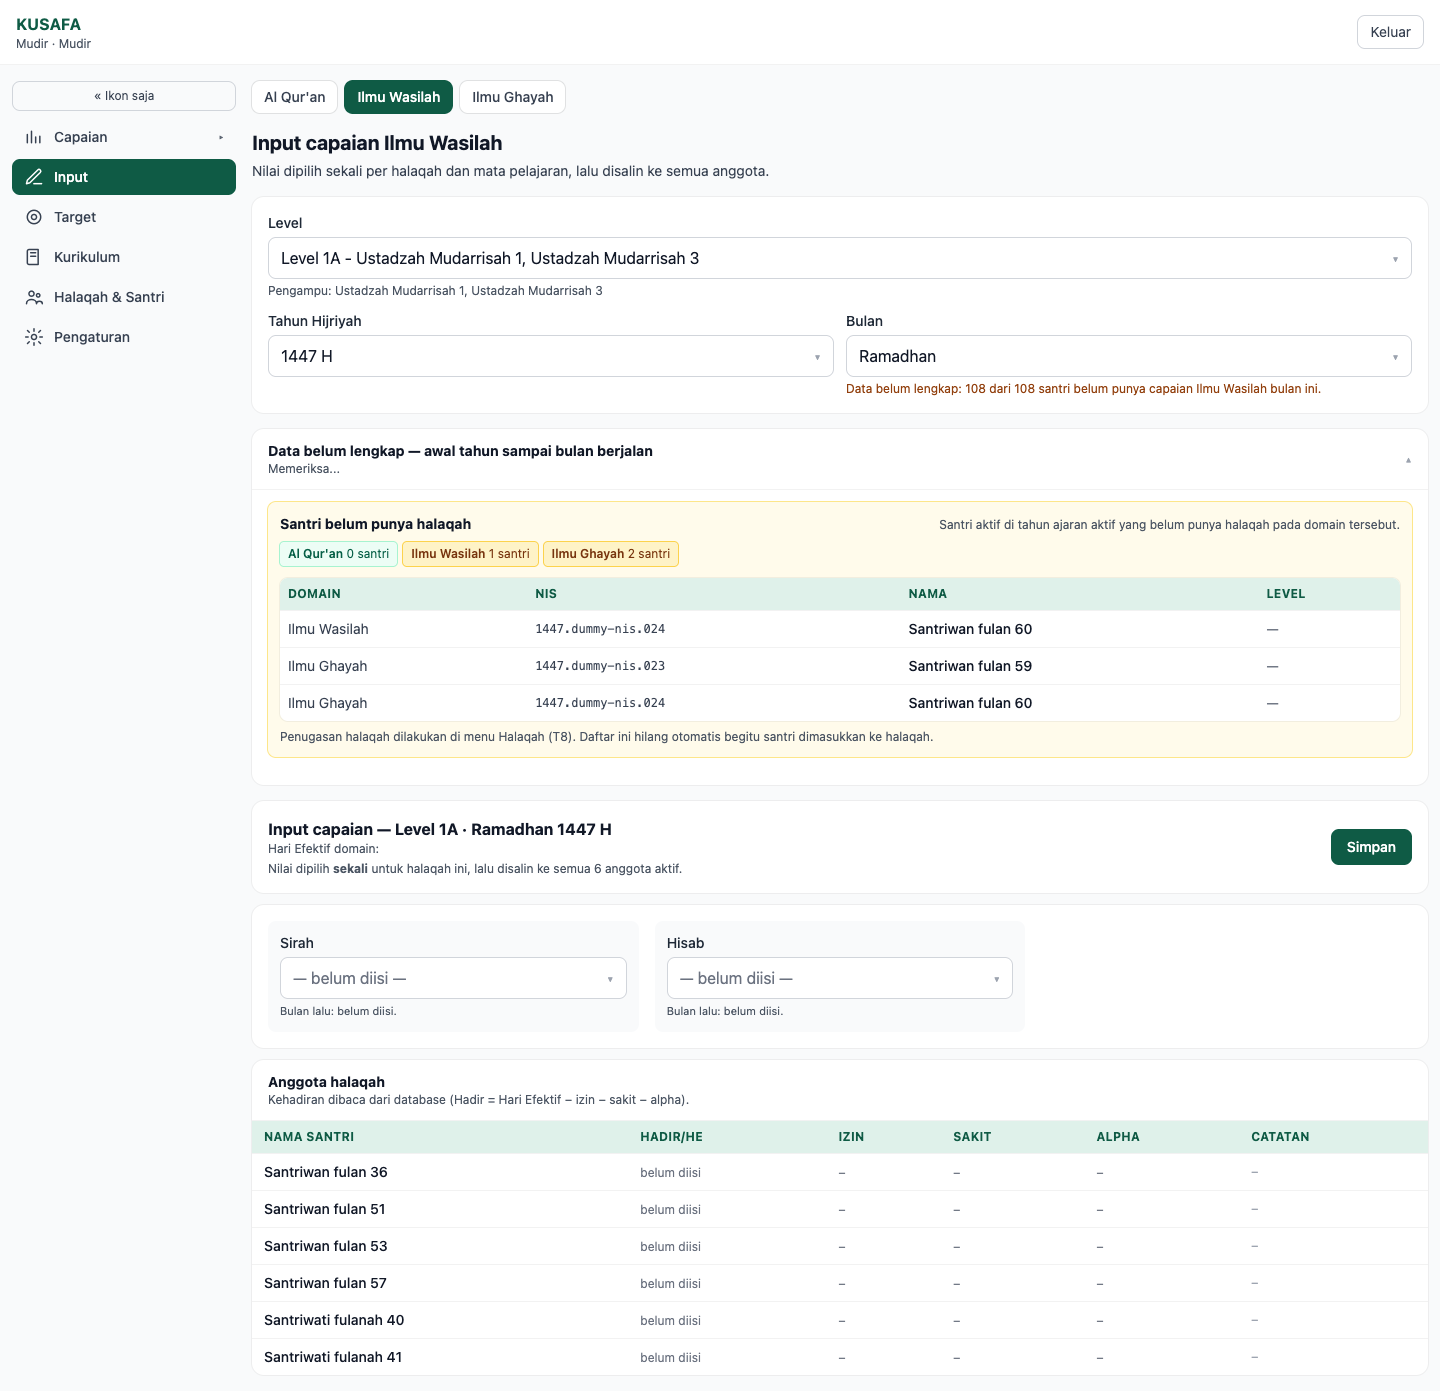 KUSAFA
Mudir · Mudir
Keluar
« Ikon saja
Capaian
Input
Target
Kurikulum
Halaqah & Santri
Pengaturan
Al Qur'an
Ilmu Wasilah
Ilmu Ghayah
Input capaian Ilmu Wasilah
Nilai dipilih sekali per halaqah dan mata pelajaran, lalu disalin ke semua anggota.
Level
Level 1A - Ustadzah Mudarrisah 1, Ustadzah Mudarrisah 3
Pengampu: Ustadzah Mudarrisah 1, Ustadzah Mudarrisah 3
Tahun Hijriyah
1447 H
Bulan
Ramadhan
Data belum lengkap: 108 dari 108 santri belum punya capaian Ilmu Wasilah bulan ini.
Data belum lengkap — awal tahun sampai bulan berjalan
Memeriksa...
Santri belum punya halaqah
Santri aktif di tahun ajaran aktif yang belum punya halaqah pada domain tersebut.
Al Qur'an 0 santri
Ilmu Wasilah 1 santri
Ilmu Ghayah 2 santri
DOMAIN NIS NAMA LEVEL
Ilmu Wasilah 1447.dummy-nis.024 Santriwan fulan 60 —
Ilmu Ghayah 1447.dummy-nis.023 Santriwan fulan 59 —
Ilmu Ghayah 1447.dummy-nis.024 Santriwan fulan 60 —
Penugasan halaqah dilakukan di menu Halaqah (T8). Daftar ini hilang otomatis begitu santri dimasukkan ke halaqah.
Input capaian — Level 1A · Ramadhan 1447 H
Hari Efektif domain:
Nilai dipilih sekali untuk halaqah ini, lalu disalin ke semua 6 anggota aktif.
Simpan
Sirah
— belum diisi —
Bulan lalu: belum diisi.
Hisab
— belum diisi —
Bulan lalu: belum diisi.
Anggota halaqah
Kehadiran dibaca dari database (Hadir = Hari Efektif − izin − sakit − alpha).
NAMA SANTRI HADIR/HE IZIN SAKIT ALPHA CATATAN
Santriwan fulan 36 belum diisi – – – –
Santriwan fulan 51 belum diisi – – – –
Santriwan fulan 53 belum diisi – – – –
Santriwan fulan 57 belum diisi – – – –
Santriwati fulanah 40 belum diisi – – – –
Santriwati fulanah 41 belum diisi – – – –